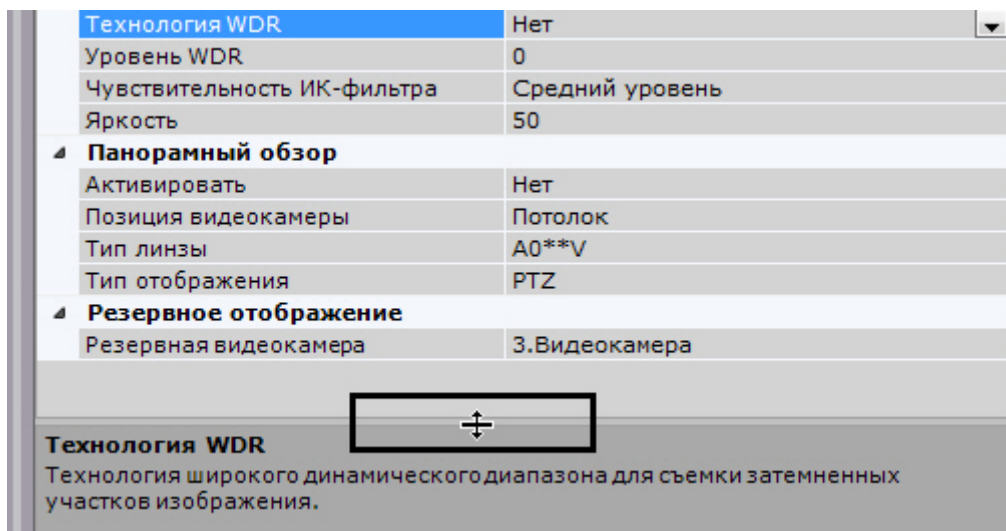 Технология WDR Нет
Уровень WDR 0
Чувствительность ИК-фильтра Средний уровень
Яркость 50
Панорамный обзор
Активировать Нет
Позиция видеокамеры Потолок
Тип линзы A0**V
Тип отображения PTZ
Резервное отображение
Резервная видеокамера 3.Видеокамера
Технология WDR
Технология широкого динамического диапазона для съемки затемненных
участков изображения.